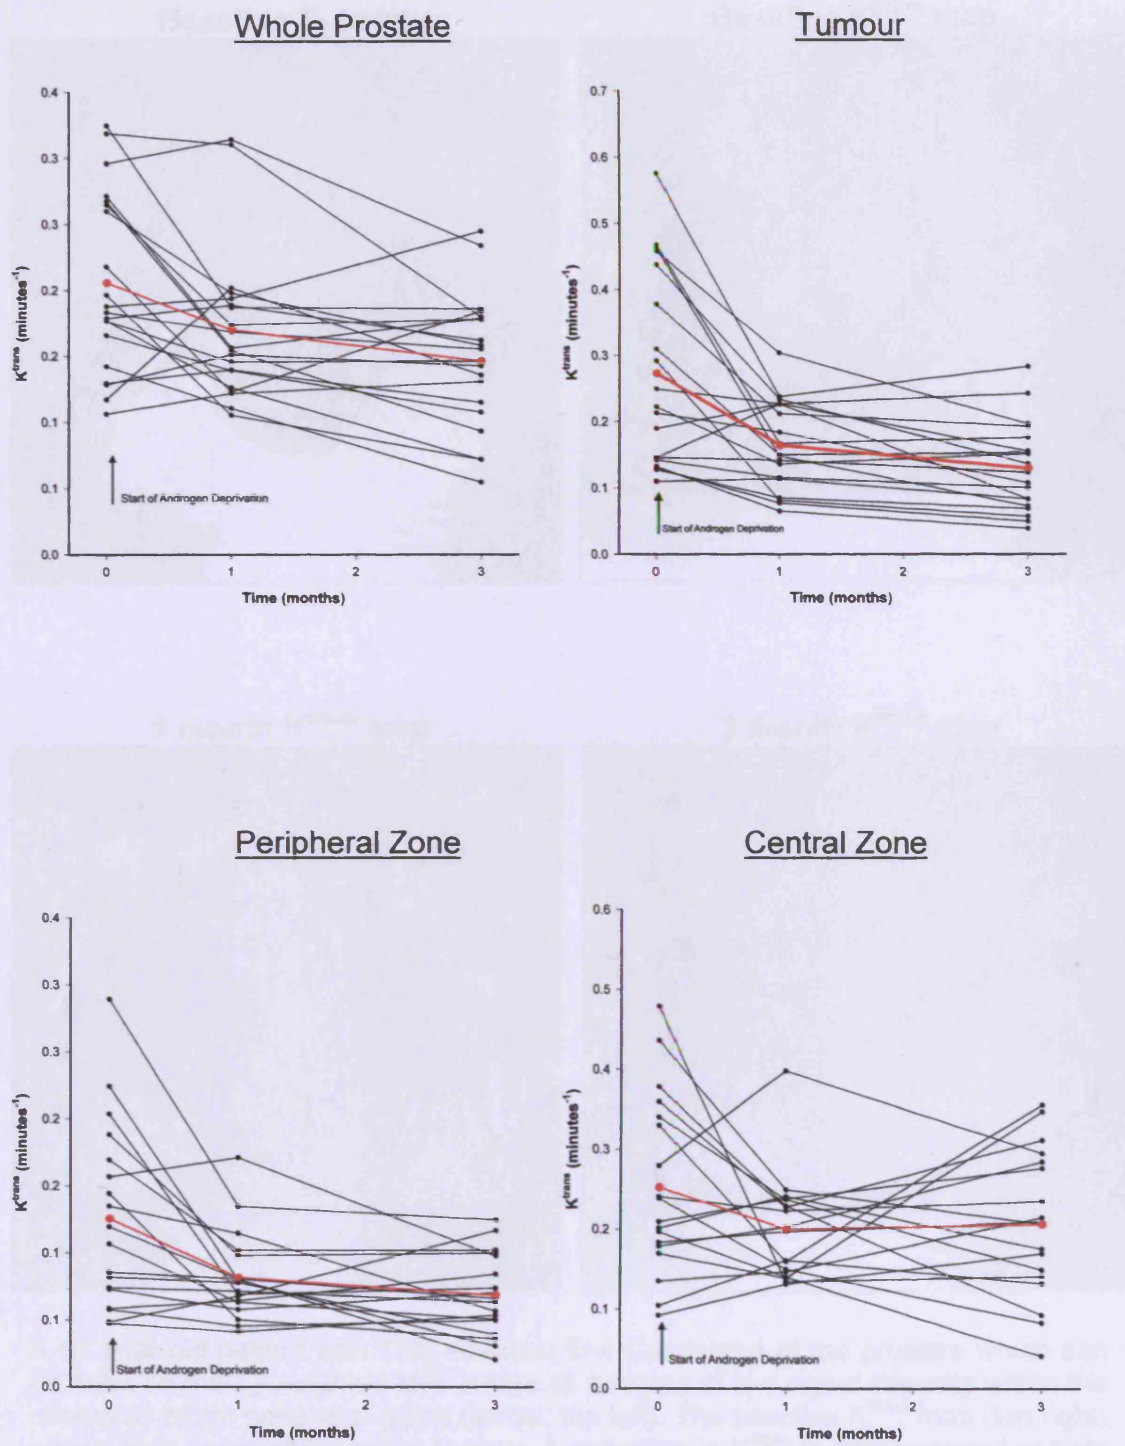 Whole Prostate
0.4
0.3
0.3
0.2
0.2
0.1
0.1
0.0
K^trans (minutes^-1)
Start of Androgen Deprivation
0 1 2 3
Time (months)
Tumour
0.7
0.6
0.5
0.4
0.3
0.2
0.1
0.0
K^trans (minutes^-1)
Start of Androgen Deprivation
0 1 2 3
Time (months)
Peripheral Zone
0.4
0.3
0.3
0.2
0.2
0.1
0.1
0.0
K^trans (minutes^-1)
Start of Androgen Deprivation
0 1 2 3
Time (months)
Central Zone
0.6
0.5
0.4
0.3
0.2
0.1
0.0
K^trans (minutes^-1)
Start of Androgen Deprivation
0 1 2 3
Time (months)